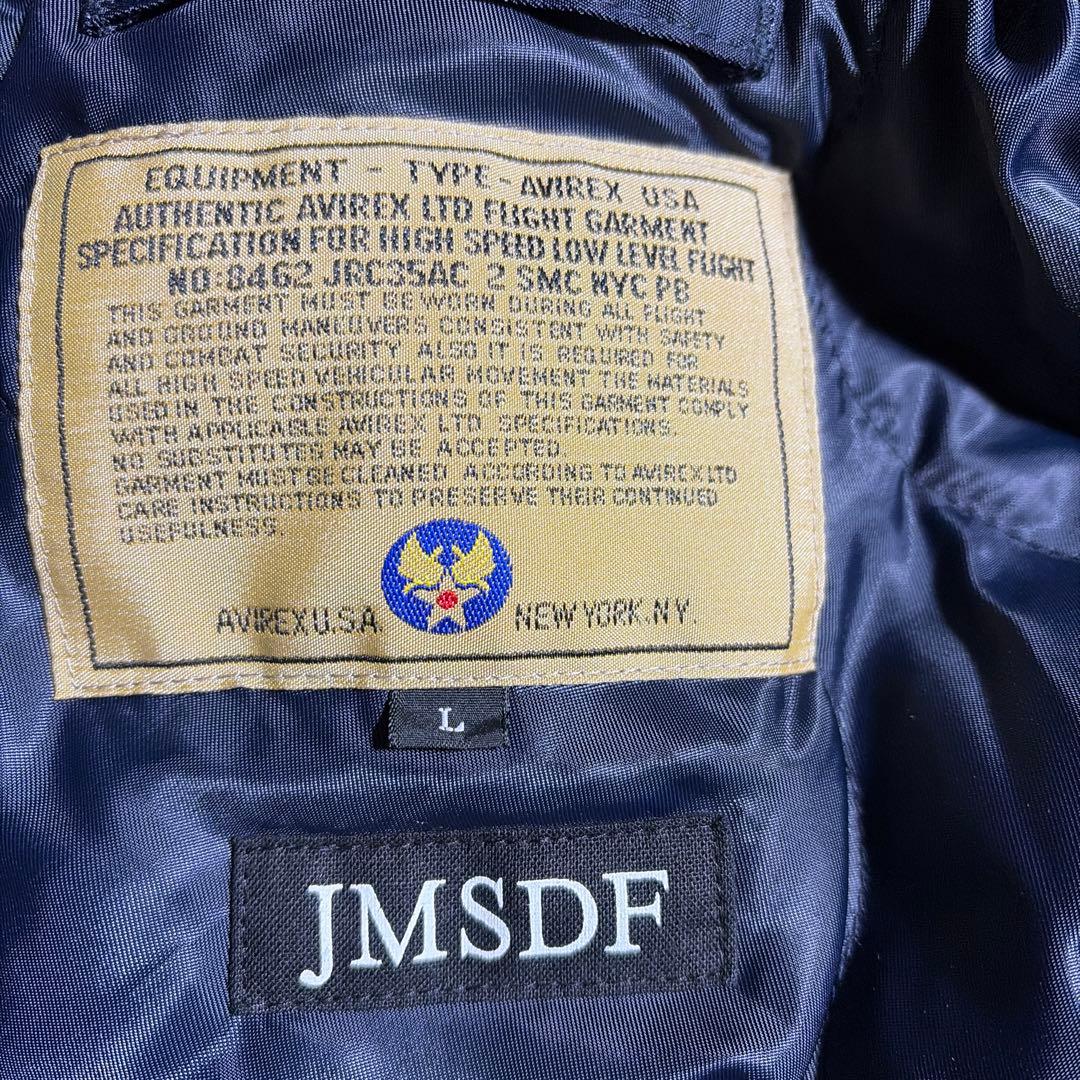 EQUIPMENT - TYPE - AVIREX USA
AUTHENTIC AVIREX LTD FLIGHT GARMENT
SPECIFICATION FOR HIGH SPEED LOW LEVEL FLIGHT
NO:8462 JRC35AC 2 SMC NYC PB
THIS GARMENT MUST BE WORN DURING ALL FLIGHT
AND GROUND MANEUVERS CONSISTENT WITH SAFETY
AND COMBAT SECURITY. ALSO IT IS REQUIRED FOR
ALL HIGH SPEED VEHICULAR MOVEMENT THE MATERIALS
USED IN THE CONSTRUCTIONS OF THIS GARMENT COMPLY
WITH APPLICABLE AVIREX LTD SPECIFICATIONS.
NO SUBSTITUTES MAY BE ACCEPTED.
GARMENT MUST BE CLEANED ACCORDING TO AVIREX LTD
CARE INSTRUCTIONS TO PRESERVE THEIR CONTINUED
USEFULNESS.
AVIREX U.S.A. NEW YORK. NY.
L
JMSDF